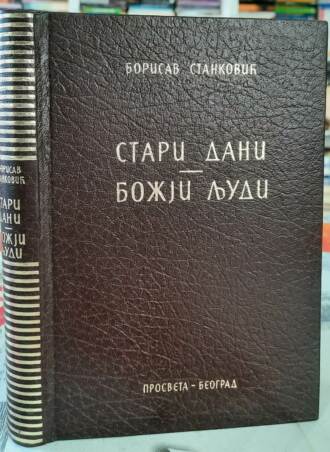 БОРИСАВ СТАНКОВИЋ
СТАРИ ДАНИ
БОЖЈИ ЉУДИ
ПРОСВЕТА - БЕОГРАД
БОРИСАВ
СТАНКОВИЋ
СТАРИ
ДАНИ
БОЖЈИ
ЉУДИ